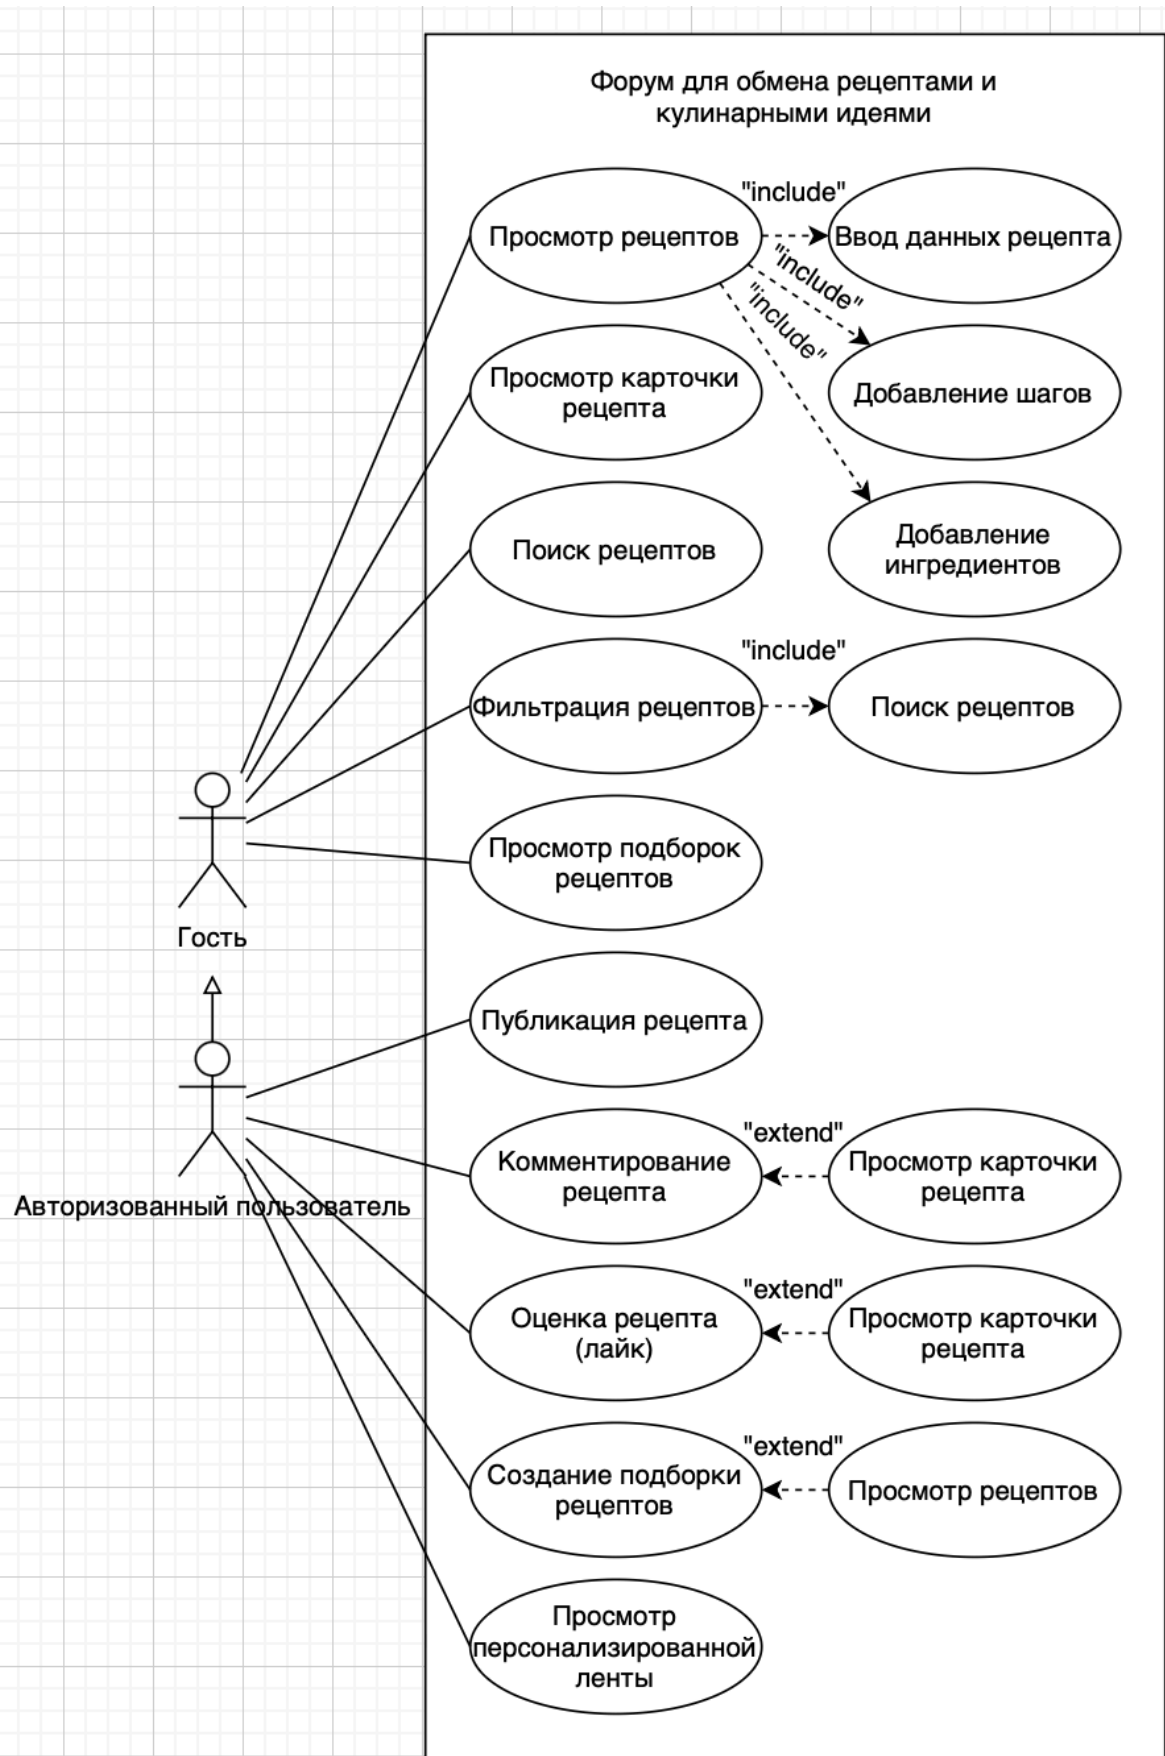 Форум для обмена рецептами и
кулинарными идеями
Просмотр рецептов
"include"
Ввод данных рецепта
"include"
"include"
Просмотр карточки
рецепта
Добавление шагов
Поиск рецептов
Добавление
ингредиентов
Фильтрация рецептов
"include"
Поиск рецептов
Просмотр подборок
рецептов
Гость
Публикация рецепта
Комментирование
рецепта
"extend"
Просмотр карточки
рецепта
Авторизованный пользователь
Оценка рецепта
(лайк)
"extend"
Просмотр карточки
рецепта
Создание подборки
рецептов
"extend"
Просмотр рецептов
Просмотр
персонализированной
ленты